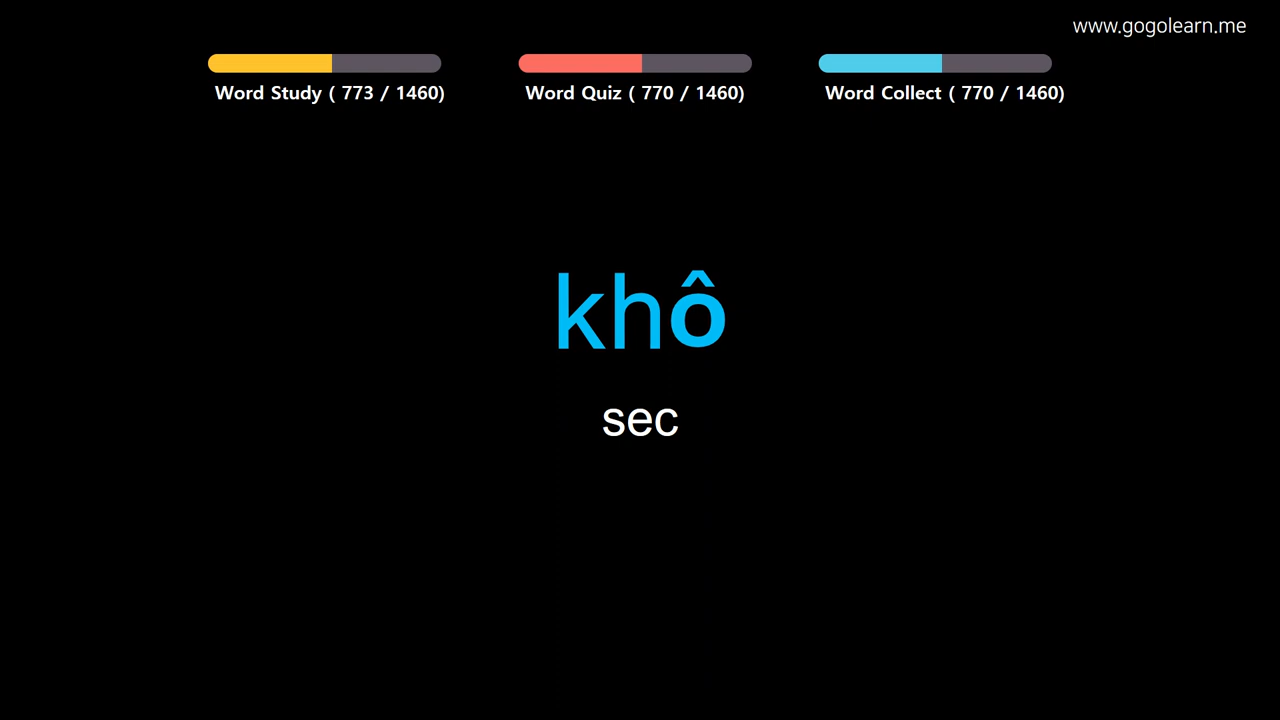 www.gogolearn.me
Word Study ( 773 / 1460)
Word Quiz ( 770 / 1460)
Word Collect ( 770 / 1460)
khô
sec